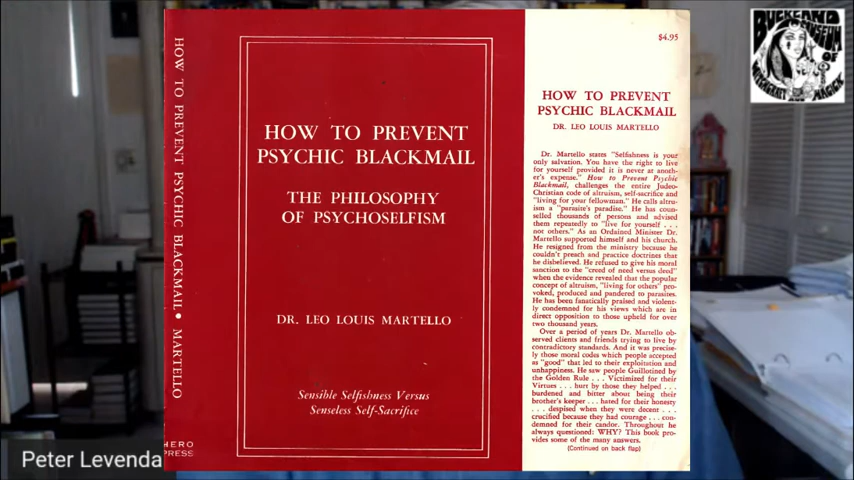 HOW TO PREVENT PSYCHIC BLACKMAIL • MARTELLO
HERO
PRESS
HOW TO PREVENT
PSYCHIC BLACKMAIL
THE PHILOSOPHY
OF PSYCHOSELFISM
DR. LEO LOUIS MARTELLO
Sensible Selfishness Versus
Senseless Self-Sacrifice
$4.95
HOW TO PREVENT
PSYCHIC BLACKMAIL
DR. LEO LOUIS MARTELLO
Dr. Martello states "Selfishness is your
only salvation. You have the right to live
for yourself provided it is never at anoth-
er's expense." How to Prevent Psychic
Blackmail, challenges the entire Judeo-
Christian code of altruism, self-sacrifice and
"living for your fellowman." He calls altru-
ism a "parasite's paradise." He has coun-
selled thousands of persons and advised
them repeatedly to "live for yourself . . .
not others." As an Ordained Minister Dr.
Martello supported himself and his church.
He resigned from the ministry because he
couldn't preach and practice doctrines that
he disbelieved. He refused to give his moral
sanction to the "creed of need versus deed"
when the evidence revealed that the popular
concept of altruism, "living for others" pro-
voked, produced and pandered to parasites.
He has been fanatically praised and violent-
ly condemned for his views which are in
direct opposition to those upheld for over
two thousand years.
Over a period of years Dr. Martello ob-
served clients and friends trying to live by
contradictory standards. And it was precise-
ly those moral codes which people accepted
as "good" that led to their exploitation and
unhappiness. He saw people Guillotined by
the Golden Rule . . . Victimized for their
Virtues . . . hurt by those they helped . . .
burdened and bitter about being their
brother's keeper . . . hated for their honesty
. . . despised when they were decent . . .
crucified because they had courage . . . con-
demned for their candor. Throughout he
always questioned: WHY? This book pro-
vides some of the many answers.
(Continued on back flap)
BUCKLAND MUSEUM OF
WITCHCRAFT AND MAGICK
Peter Levenda